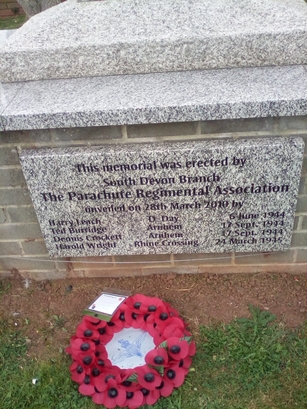 This memorial was erected by
South Devon Branch
The Parachute Regimental Association
unveiled on 28th March 2010 by
Harry Leach D Day 6 June 1944
Ted Burridge Arnhem 17 Sept. 1944
Dennis Crockett Arnhem 17 Sept. 1944
Harold Wright Rhine Crossing 24 March 1945